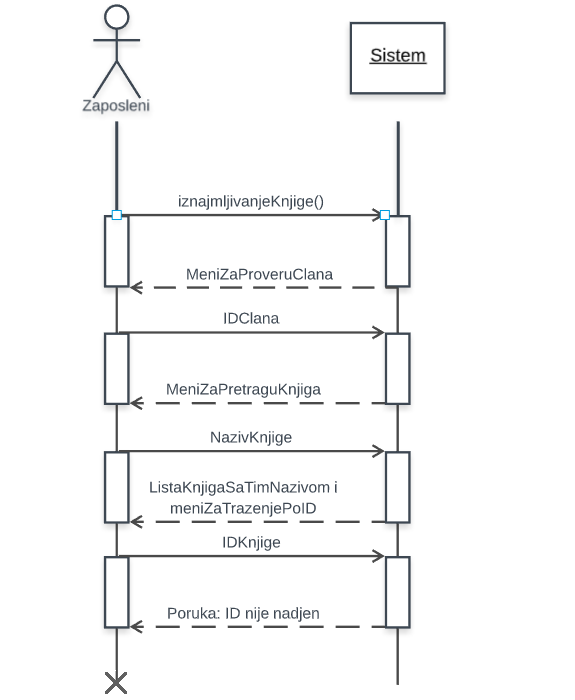 Zaposleni
Sistem
iznajmljivanjeKnjige()
MeniZaProveruClana
IDClana
MeniZaPretraguKnjiga
NazivKnjige
ListaKnjigaSaTimNazivom i
meniZaTrazenjePoID
IDKnjige
Poruka: ID nije nadjen